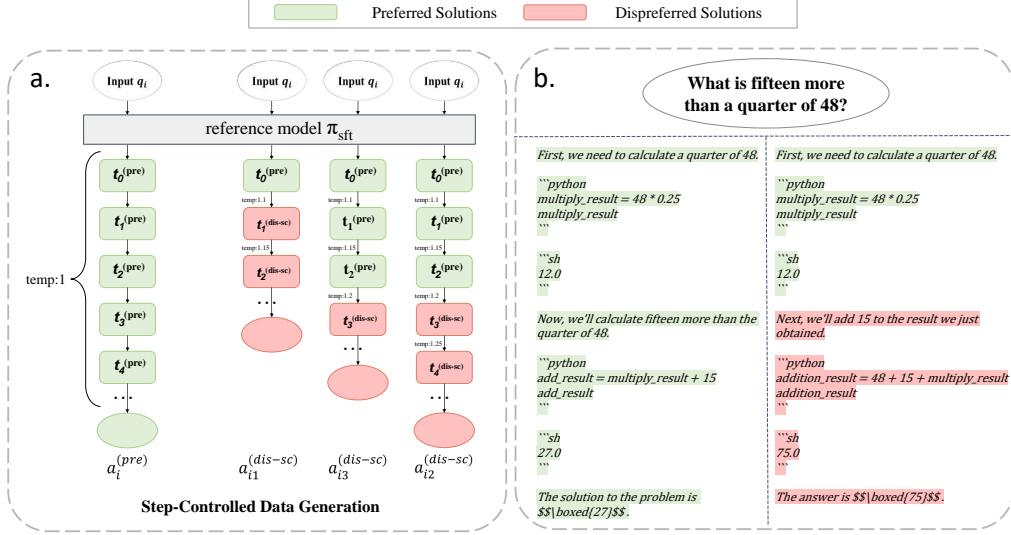 Preferred Solutions
Dispreferred Solutions
a.
Input q_i
Input q_i
Input q_i
Input q_i
reference model π_sft
temp:1
t_0^(pre)
t_1^(pre)
t_2^(pre)
t_3^(pre)
t_4^(pre)
...
a_i^(pre)
t_0^(pre)
temp:1.1
t_1^(dis-sc)
temp:1.15
t_2^(dis-sc)
...
a_i1^(dis−sc)
t_0^(pre)
temp:1.1
t_1^(pre)
temp:1.15
t_2^(pre)
temp:1.2
t_3^(dis-sc)
...
a_i3^(dis−sc)
t_0^(pre)
temp:1.1
t_1^(pre)
temp:1.15
t_2^(pre)
temp:1.2
t_3^(dis-sc)
temp:1.25
t_4^(dis-sc)
...
a_i2^(dis−sc)
Step-Controlled Data Generation
b.
What is fifteen more
than a quarter of 48?
First, we need to calculate a quarter of 48.
```python
multiply_result = 48 * 0.25
multiply_result
```
```sh
12.0
```
Now, we'll calculate fifteen more than the
quarter of 48.
```python
add_result = multiply_result + 15
add_result
```
```sh
27.0
```
The solution to the problem is
$$\boxed{27}$$ .
First, we need to calculate a quarter of 48.
```python
multiply_result = 48 * 0.25
multiply_result
```
```sh
12.0
```
Next, we'll add 15 to the result we just
obtained.
```python
addition_result = 48 + 15 + multiply_result
addition_result
```
```sh
75.0
```
The answer is $$\boxed{75}$$ .